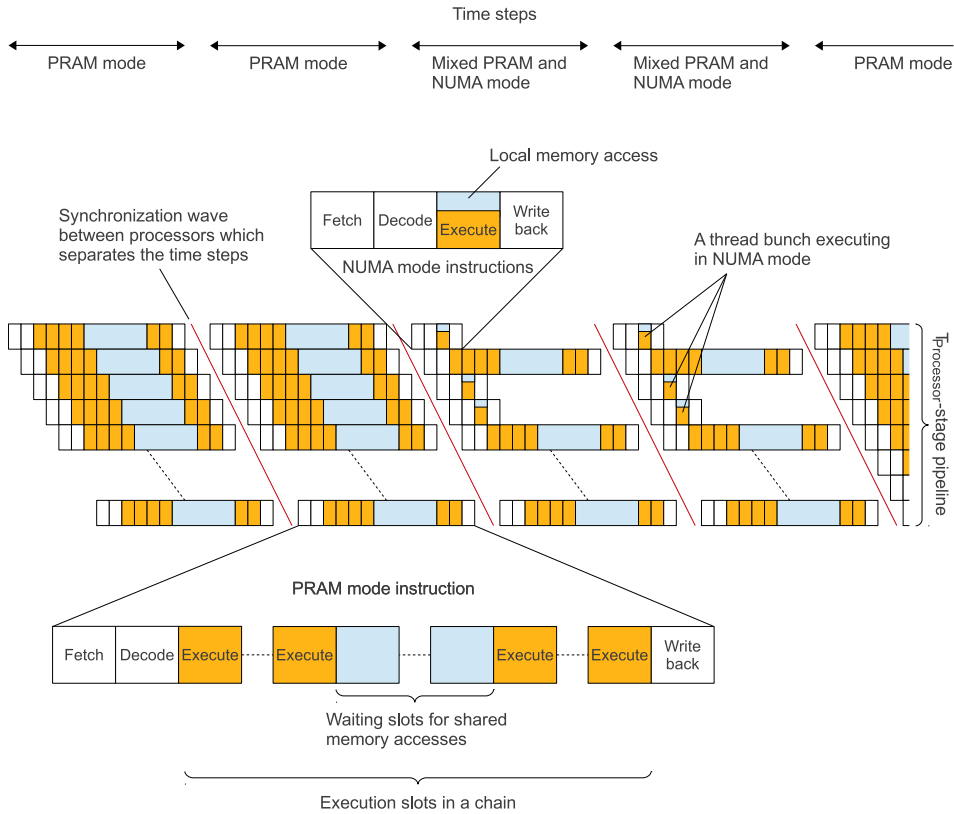 Time steps
PRAM mode
PRAM mode
Mixed PRAM and
NUMA mode
Mixed PRAM and
NUMA mode
PRAM mode
Local memory access
Fetch
Decode
Execute
Write
back
NUMA mode instructions
Synchronization wave
between processors which
separates the time steps
A thread bunch executing
in NUMA mode
TProcessor-stage pipeline
PRAM mode instruction
Fetch
Decode
Execute
Execute
Execute
Execute
Write
back
Waiting slots for shared
memory accesses
Execution slots in a chain